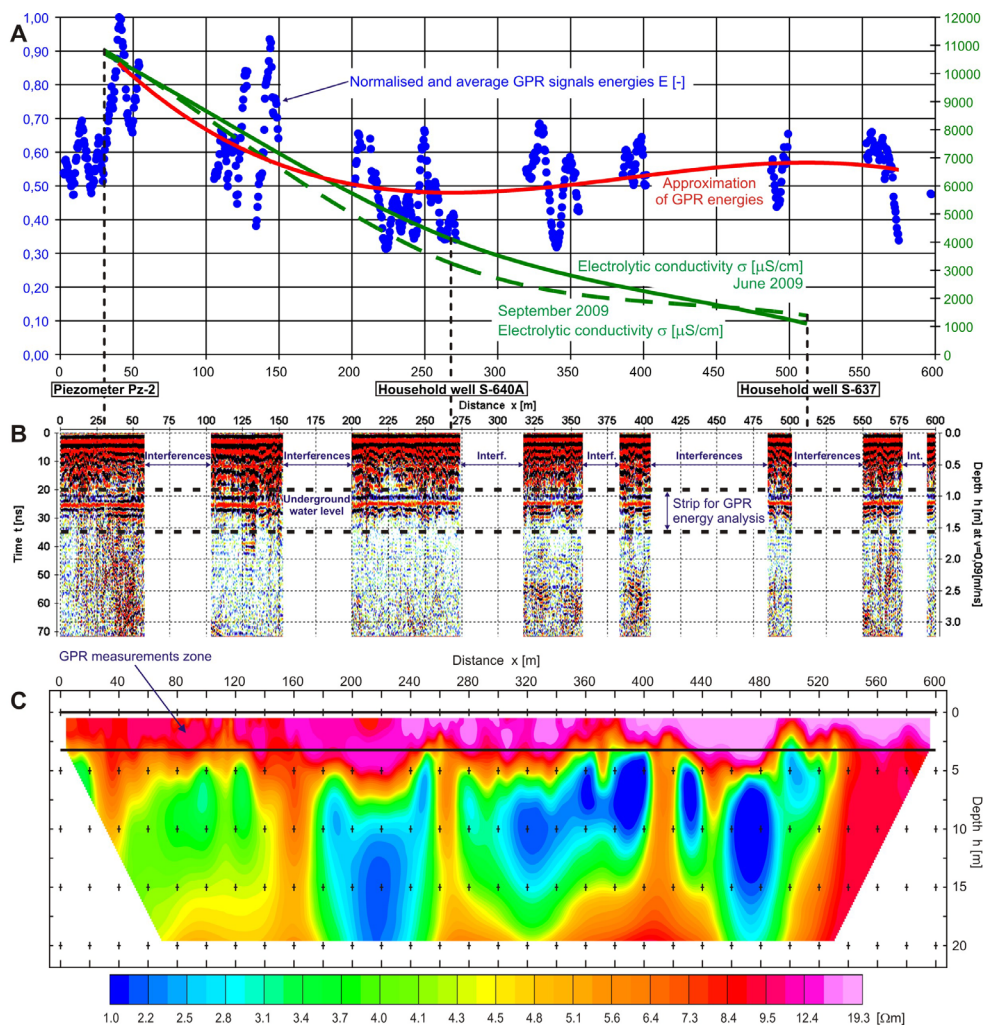 A
1,00
0,90
0,80
0,70
0,60
0,50
0,40
0,30
0,20
0,10
0,00
12000
11000
10000
9000
8000
7000
6000
5000
4000
3000
2000
1000
0
Normalised and average GPR signals energies E [-]
Approximation
of GPR energies
Electrolytic conductivity σ [μS/cm]
June 2009
September 2009
Electrolytic conductivity σ [μS/cm]
0 50 100 150 200 250 300 350 400 450 500 550 600
Piezometer Pz-2
Household well S-640A
Household well S-637
Distance x [m]
B
0 25 50 75 100 125 150 175 200 225 250 275 300 325 350 375 400 425 450 475 500 525 550 575 600
Time t [ns]
0
10
20
30
40
50
60
70
Interferences
Interferences
Interf.
Interf.
Interferences
Interferences
Int.
Underground
water level
Strip for GPR
energy analysis
0.0
0.5
1.0
1.5
2.0
2.5
3.0
Depth h [m] at v=0.09[m/ns]
GPR measurements zone
Distance x [m]
C
0 40 80 120 160 200 240 280 320 360 400 440 480 520 560 600
0
5
10
15
20
Depth h [m]
1.0 2.2 2.5 2.8 3.1 3.4 3.7 4.0 4.1 4.3 4.5 4.8 5.1 5.6 6.4 7.3 8.4 9.5 12.4 19.3 [Ωm]